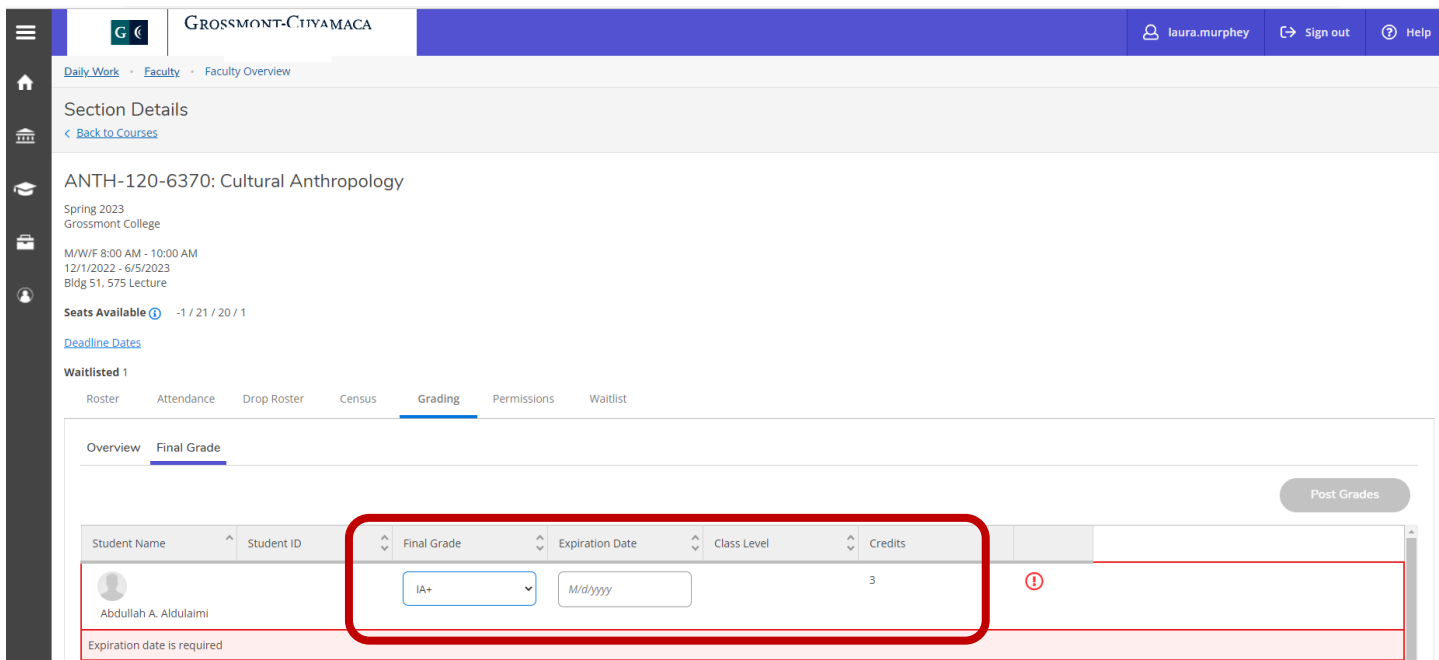 G C GROSSMONT-CUYAMACA
laura.murphey Sign out Help
Daily Work · Faculty · Faculty Overview
Section Details
< Back to Courses
ANTH-120-6370: Cultural Anthropology
Spring 2023
Grossmont College
M/W/F 8:00 AM - 10:00 AM
12/1/2022 - 6/5/2023
Bldg 51, 575 Lecture
Seats Available -1 / 21 / 20 / 1
Deadline Dates
Waitlisted 1
Roster Attendance Drop Roster Census Grading Permissions Waitlist
Overview Final Grade
Post Grades
Student Name Student ID Final Grade Expiration Date Class Level Credits
IA+ M/d/yyyy 3
Abdullah A. Aldulaimi
Expiration date is required